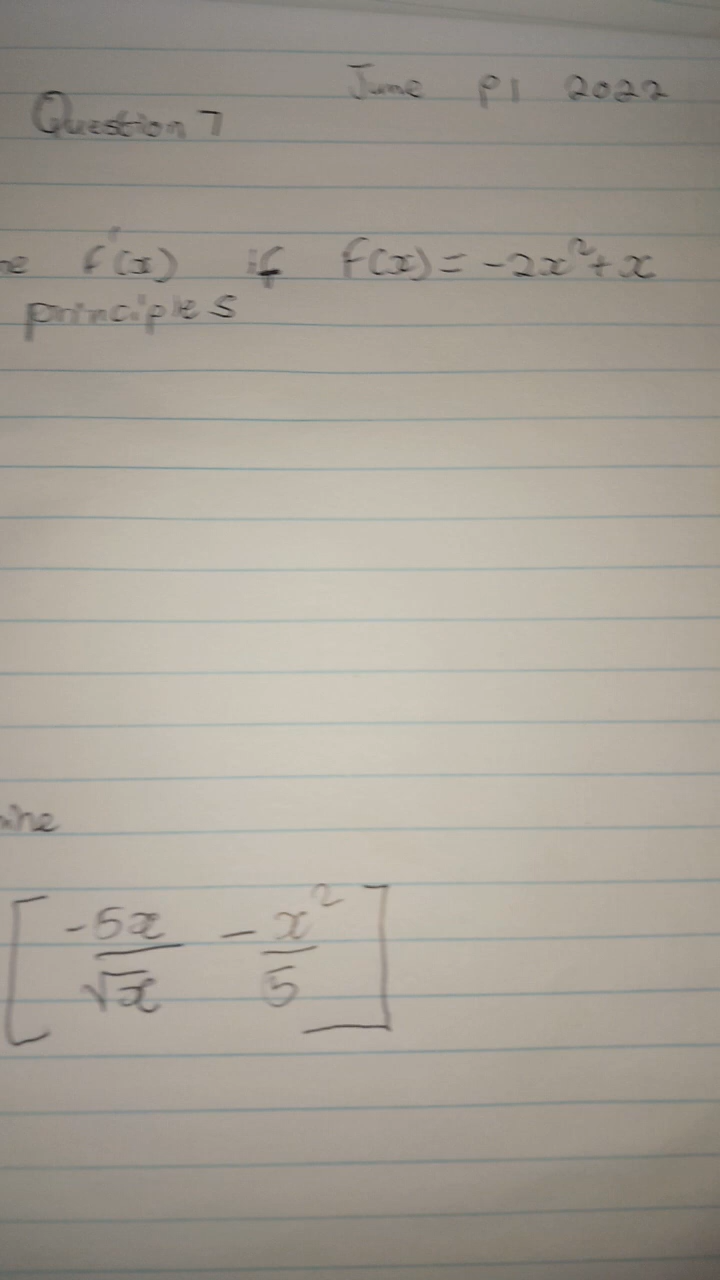 June P1 2022
Question 7
f'(x) if f(x) = -2x²+x
principles
[ -5x/√x - x²/5 ]